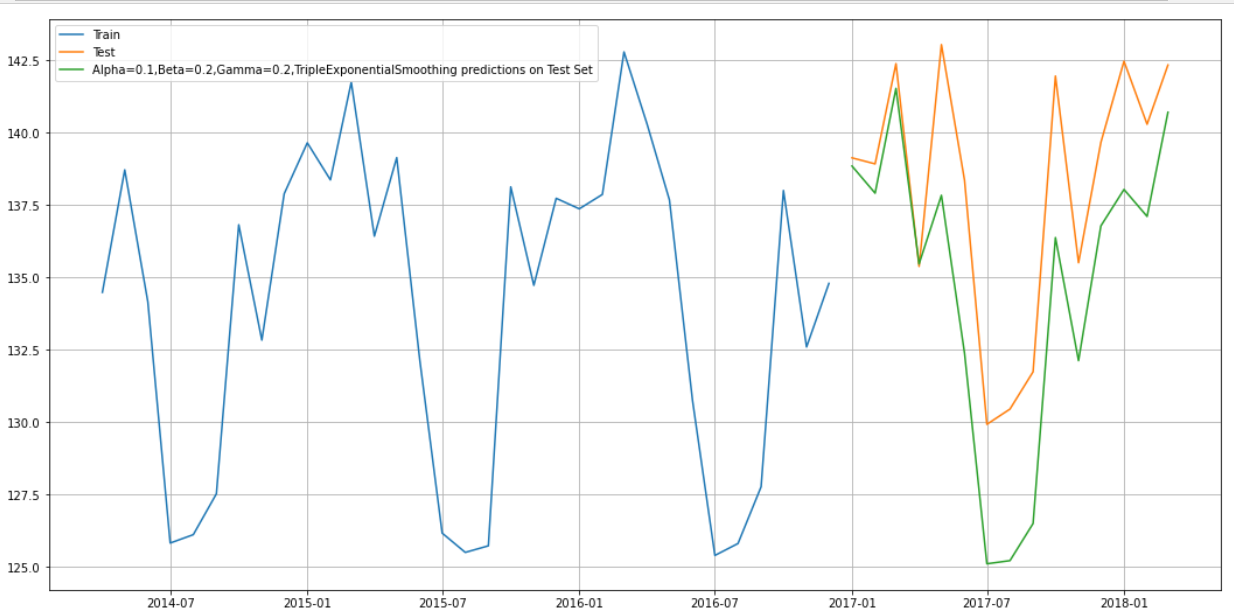 Train
Test
Alpha=0.1,Beta=0.2,Gamma=0.2,TripleExponentialSmoothing predictions on Test Set
142.5
140.0
137.5
135.0
132.5
130.0
127.5
125.0
2014-07 2015-01 2015-07 2016-01 2016-07 2017-01 2017-07 2018-01